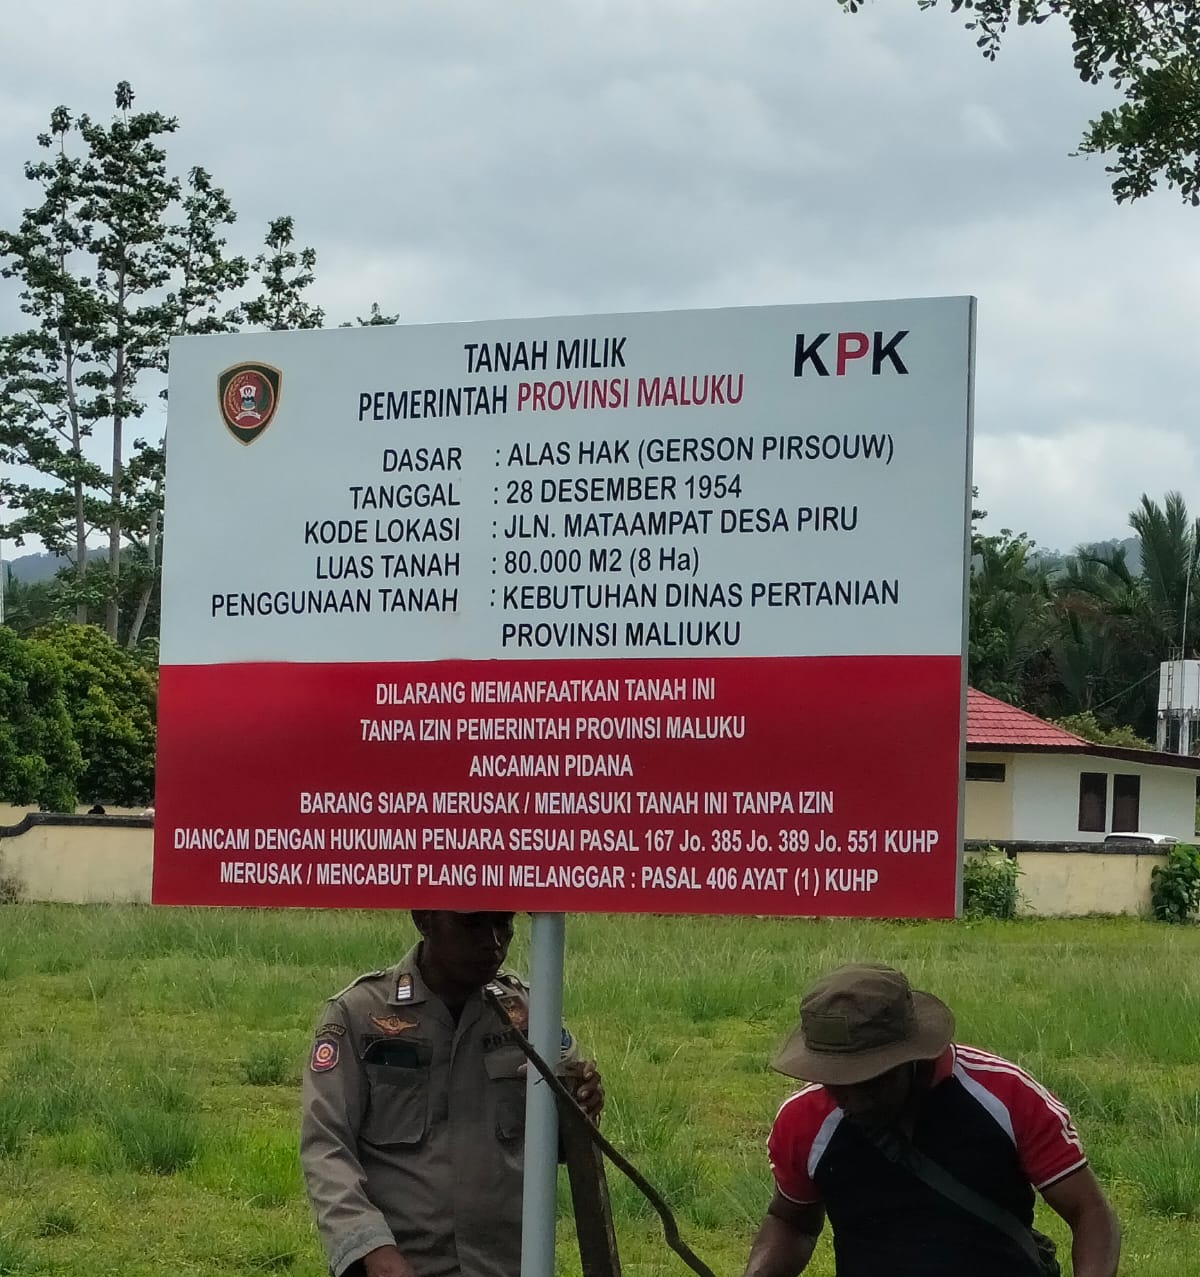 TANAH MILIK
PEMERINTAH PROVINSI MALUKU
KPK
DASAR : ALAS HAK (GERSON PIRSOUW)
TANGGAL : 28 DESEMBER 1954
KODE LOKASI : JLN. MATAAMPAT DESA PIRU
LUAS TANAH : 80.000 M2 (8 Ha)
PENGGUNAAN TANAH : KEBUTUHAN DINAS PERTANIAN
PROVINSI MALIUKU
DILARANG MEMANFAATKAN TANAH INI
TANPA IZIN PEMERINTAH PROVINSI MALUKU
ANCAMAN PIDANA
BARANG SIAPA MERUSAK / MEMASUKI TANAH INI TANPA IZIN
DIANCAM DENGAN HUKUMAN PENJARA SESUAI PASAL 167 Jo. 385 Jo. 389 Jo. 551 KUHP
MERUSAK / MENCABUT PLANG INI MELANGGAR : PASAL 406 AYAT (1) KUHP